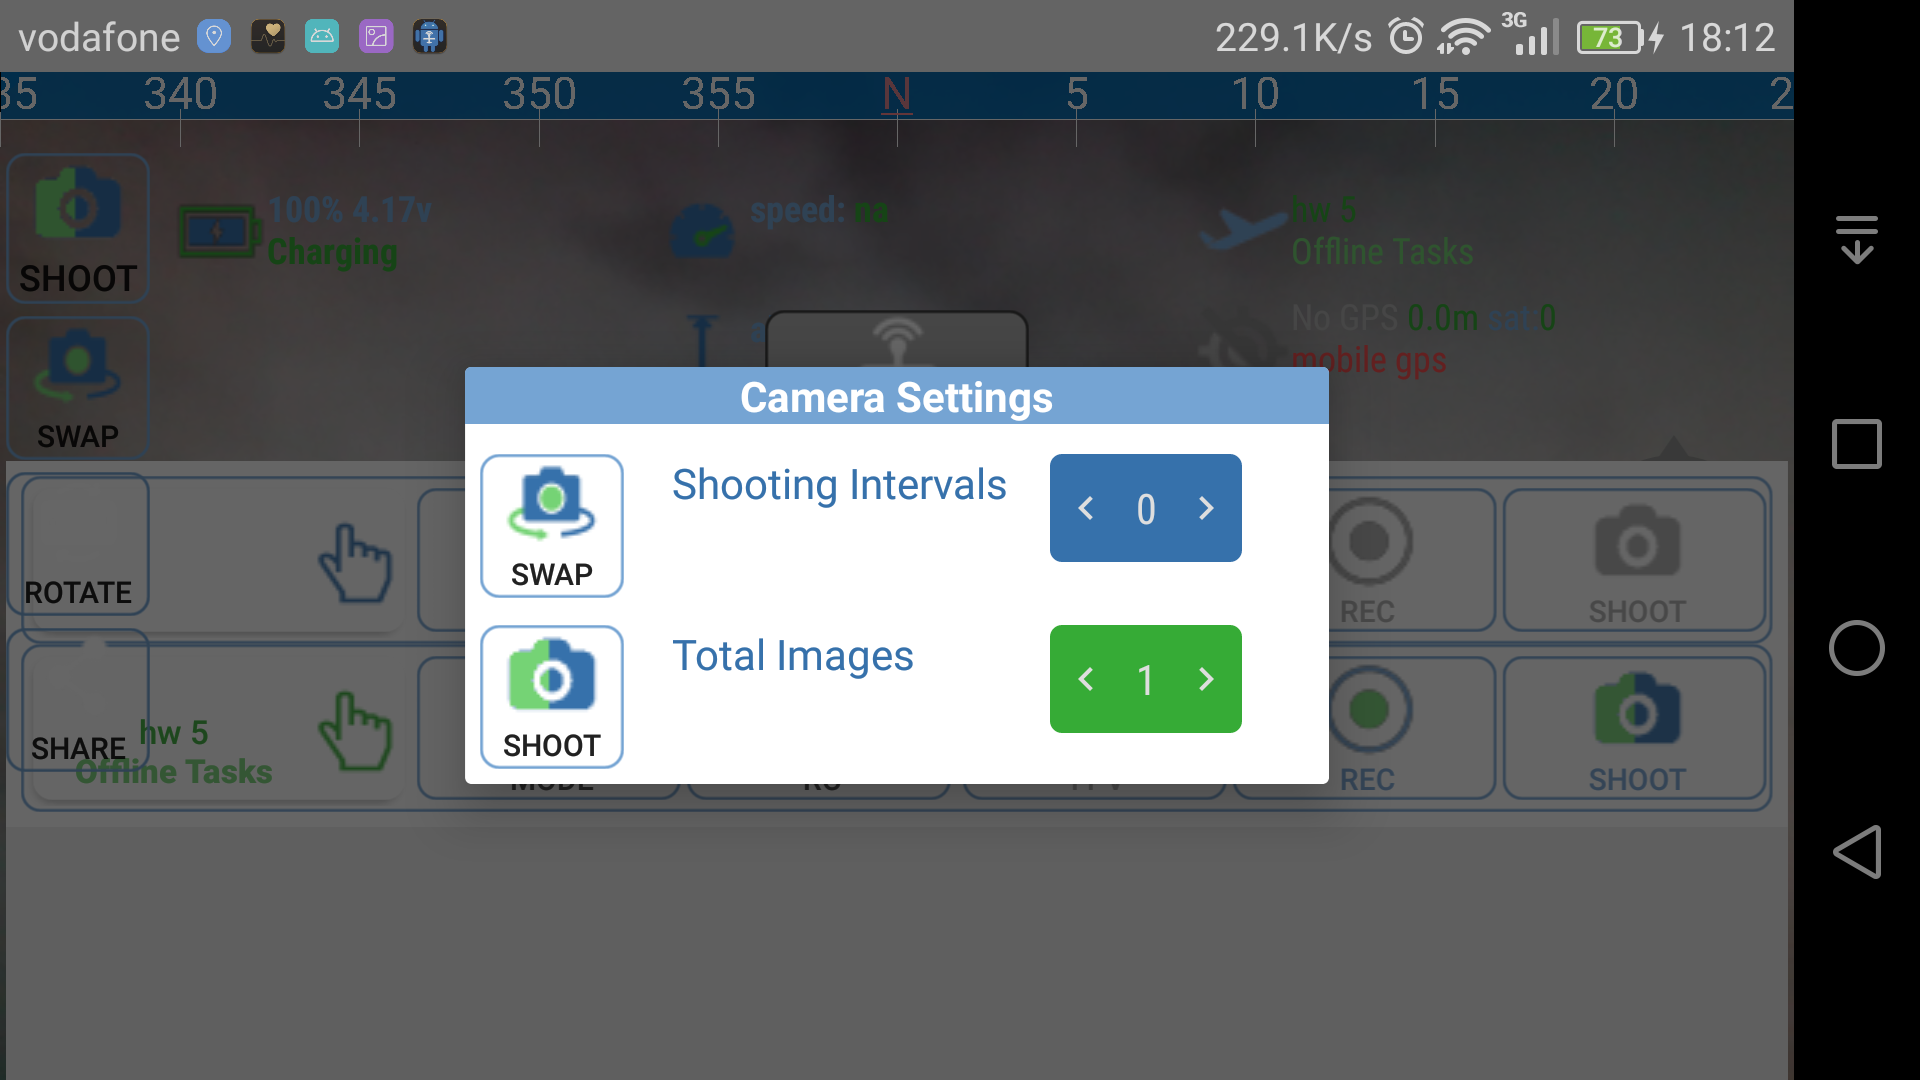 vodafone 229.1K/s 3G 73 18:12
340 345 350 355 N 5 10 15 20
SHOOT
100% 4.17v
Charging
speed: na
hw 5
Offline Tasks
No GPS 0.0m sat:0
mobile gps
SWAP
Camera Settings
SWAP
Shooting Intervals
0
SHOOT
Total Images
1
ROTATE
REC
SHOOT
SHARE
hw 5
Offline Tasks
MODE
REC
SHOOT